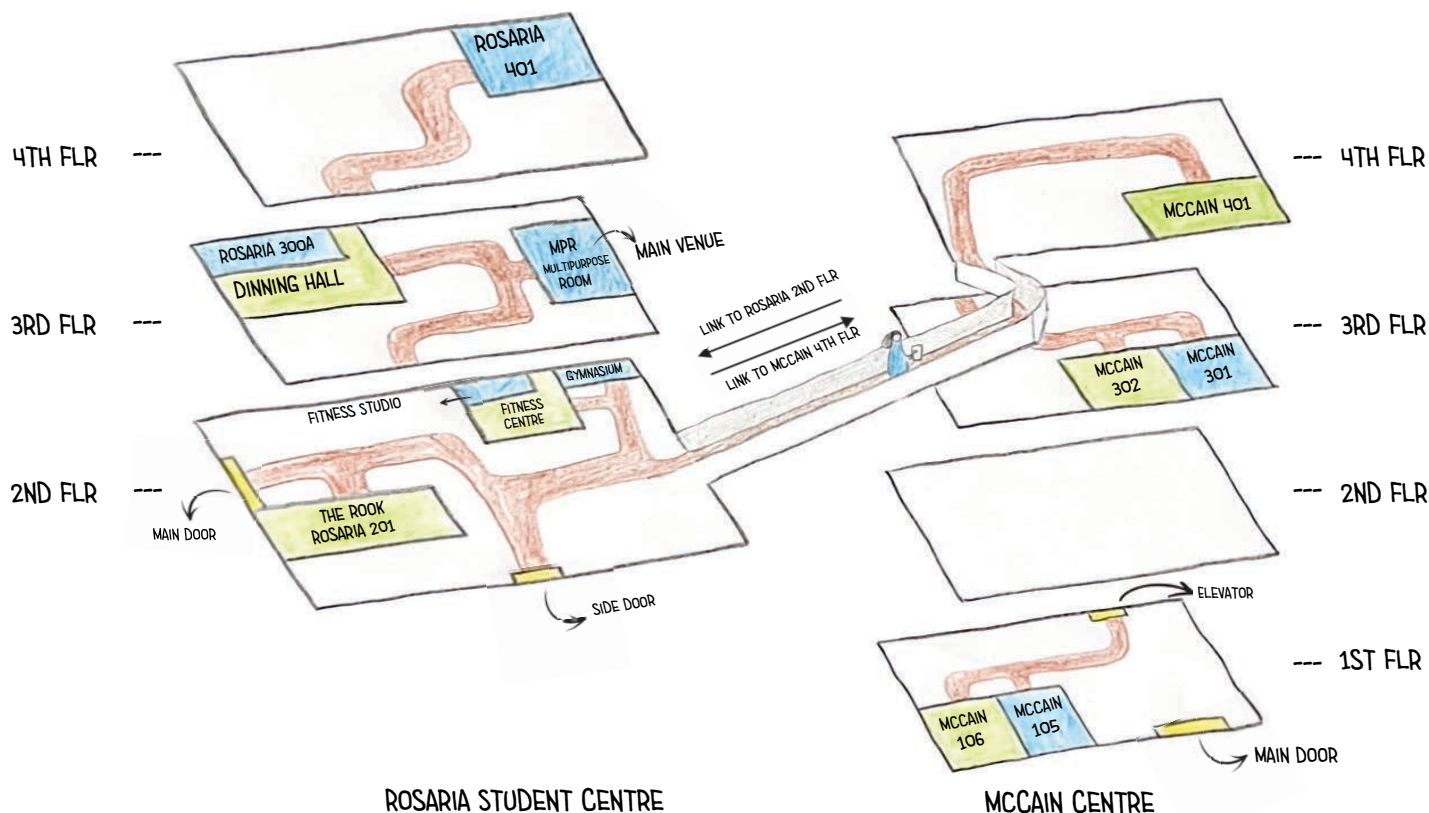 ROSARIA
401
4TH FLR ---
ROSARIA 300A
DINNING HALL
MPR
MULTIPURPOSE
ROOM
MAIN VENUE
3RD FLR ---
FITNESS STUDIO
FITNESS
CENTRE
GYMNASIUM
2ND FLR ---
MAIN DOOR
THE ROOK
ROSARIA 201
SIDE DOOR
LINK TO ROSARIA 2ND FLR
LINK TO MCCAIN 4TH FLR
--- 4TH FLR
MCCAIN 401
--- 3RD FLR
MCCAIN
302
MCCAIN
301
--- 2ND FLR
ELEVATOR
--- 1ST FLR
MCCAIN
106
MCCAIN
105
MAIN DOOR
ROSARIA STUDENT CENTRE
MCCAIN CENTRE